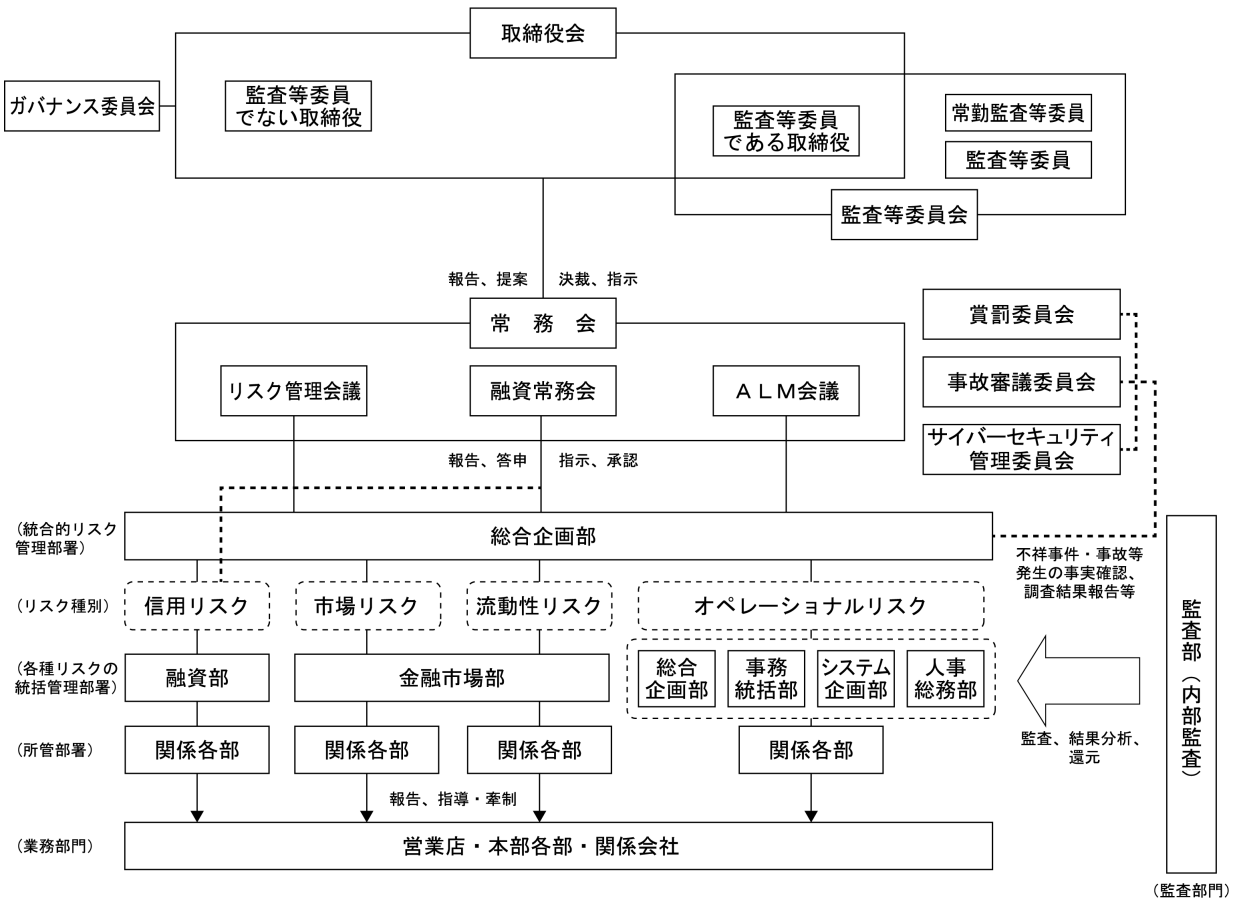 取締役会
ガバナンス委員会
監査等委員
でない取締役
監査等委員
である取締役
常勤監査等委員
監査等委員
監査等委員会
報告、提案
決裁、指示
常 務 会
リスク管理会議
融資常務会
ＡＬＭ会議
賞罰委員会
事故審議委員会
サイバーセキュリティ
管理委員会
報告、答申
指示、承認
（統合的リスク
管理部署）
総合企画部
不祥事件・事故等
発生の事実確認、
調査結果報告等
（リスク種別）
信用リスク
市場リスク
流動性リスク
オペレーショナルリスク
（各種リスクの
統括管理部署）
融資部
金融市場部
総合
企画部
事務
統括部
システム
企画部
人事
総務部
監査、結果分析、
還元
（所管部署）
関係各部
関係各部
関係各部
関係各部
報告、指導・牽制
（業務部門）
営業店・本部各部・関係会社
監査部（内部監査）
（監査部門）